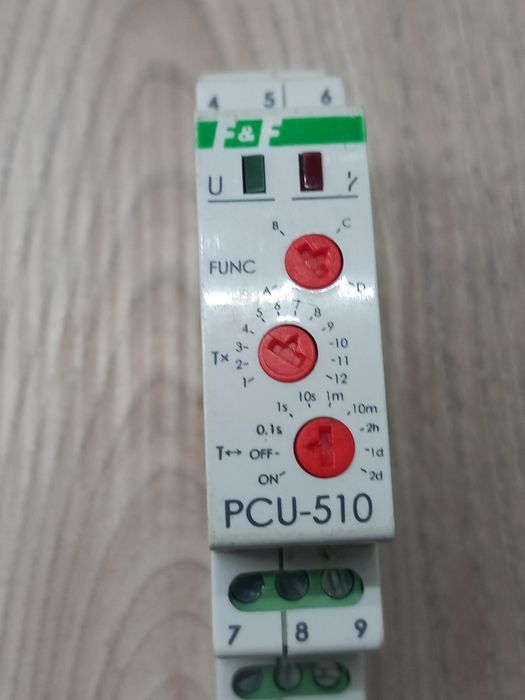 4 5 6
F&F
U
B C
FUNC
A D
5 6 7 8
4 9
3 10
Tx 2 11
1 12
10s 1m
1s 10m
0,1s 2h
T↔ OFF 1d
ON 2d
PCU-510
7 8 9